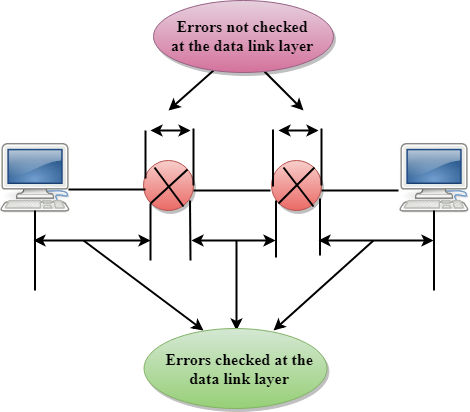 Errors not checked
at the data link layer
Errors checked at the
data link layer